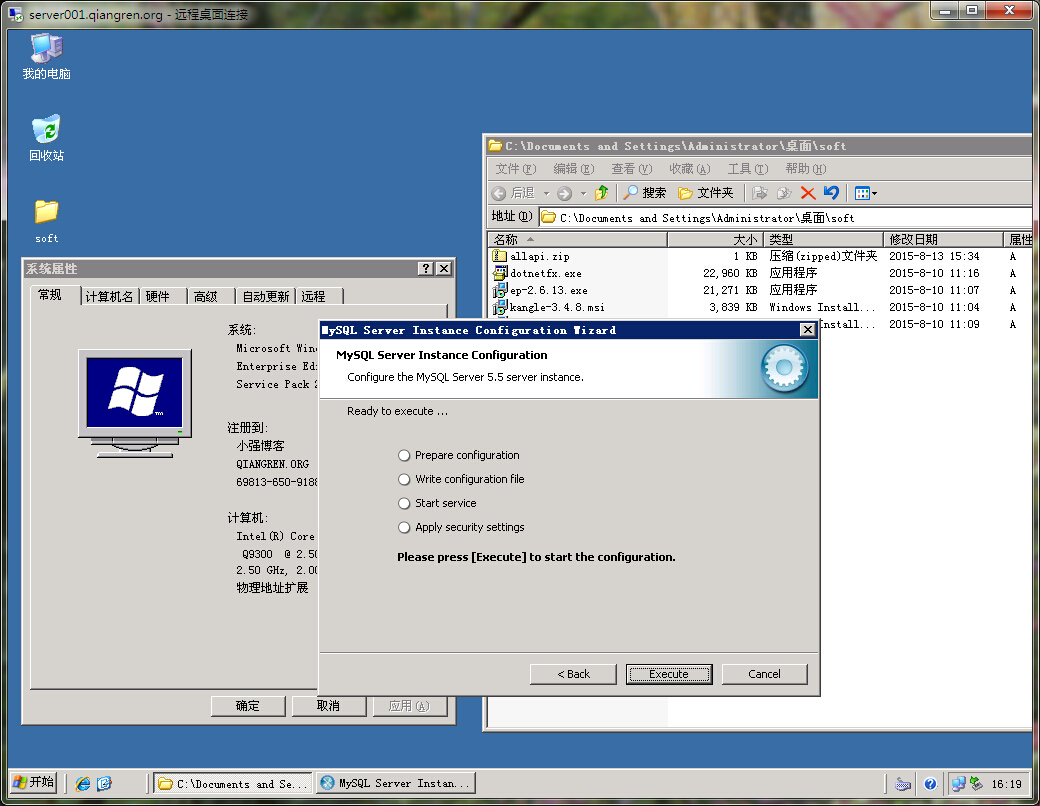 server001.qiangren.org - 远程桌面连接
我的电脑
回收站
soft
C:\Documents and Settings\Administrator\桌面\soft
文件(F) 编辑(E) 查看(V) 收藏(A) 工具(T) 帮助(H)
后退 搜索 文件夹
地址(D) C:\Documents and Settings\Administrator\桌面\soft
名称 大小 类型 修改日期 属性
allapi.zip 1 KB 压缩(zipped)文件夹 2015-8-13 15:34 A
dotnetfx.exe 22,960 KB 应用程序 2015-8-10 11:16 A
ep-2.6.13.exe 21,271 KB 应用程序 2015-8-10 11:07 A
kangle-3.4.8.msi 3,839 KB Windows Install... 2015-8-10 11:04 A
Install... 2015-8-10 11:09 A
系统属性
常规 计算机名 硬件 高级 自动更新 远程
系统:
Microsoft Win
Enterprise Ed
Service Pack 2
注册到:
小强博客
QIANGREN.ORG
69813-650-9188
计算机:
Intel(R) Core
Q9300 @ 2.50
2.50 GHz, 2.00
物理地址扩展
确定 取消 应用(A)
MySQL Server Instance Configuration Wizard
MySQL Server Instance Configuration
Configure the MySQL Server 5.5 server instance.
Ready to execute ...
Prepare configuration
Write configuration file
Start service
Apply security settings
Please press [Execute] to start the configuration.
< Back Execute Cancel
开始 C:\Documents and Se... MySQL Server Instan... 16:19